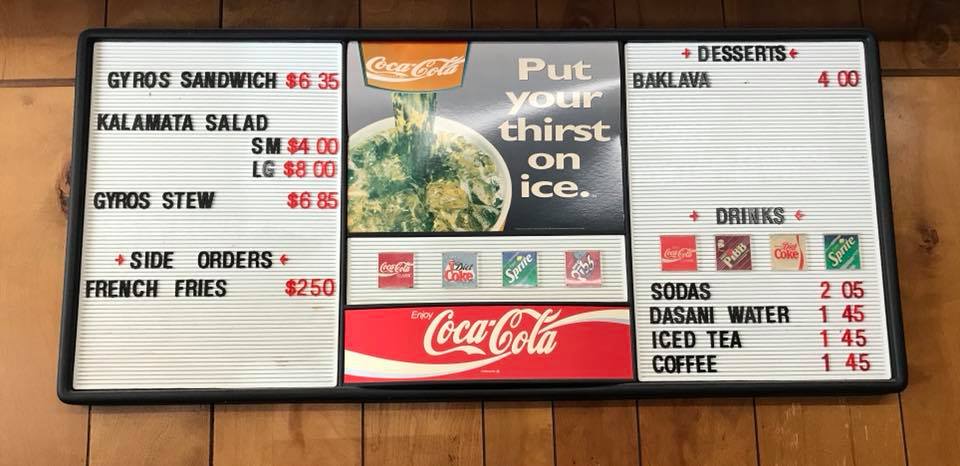 GYROS SANDWICH $6 35
KALAMATA SALAD
SM $4 00
LG $8 00
GYROS STEW $6 85
SIDE ORDERS
FRENCH FRIES $250
Coca-Cola
Put
your
thirst
on
ice.
Coca-Cola
Diet
Coke
Sprite
Enjoy
Coca-Cola
DESSERTS
BAKLAVA 4 00
DRINKS
Coca-Cola
PiBB
Diet
Coke
Sprite
SODAS 2 05
DASANI WATER 1 45
ICED TEA 1 45
COFFEE 1 45